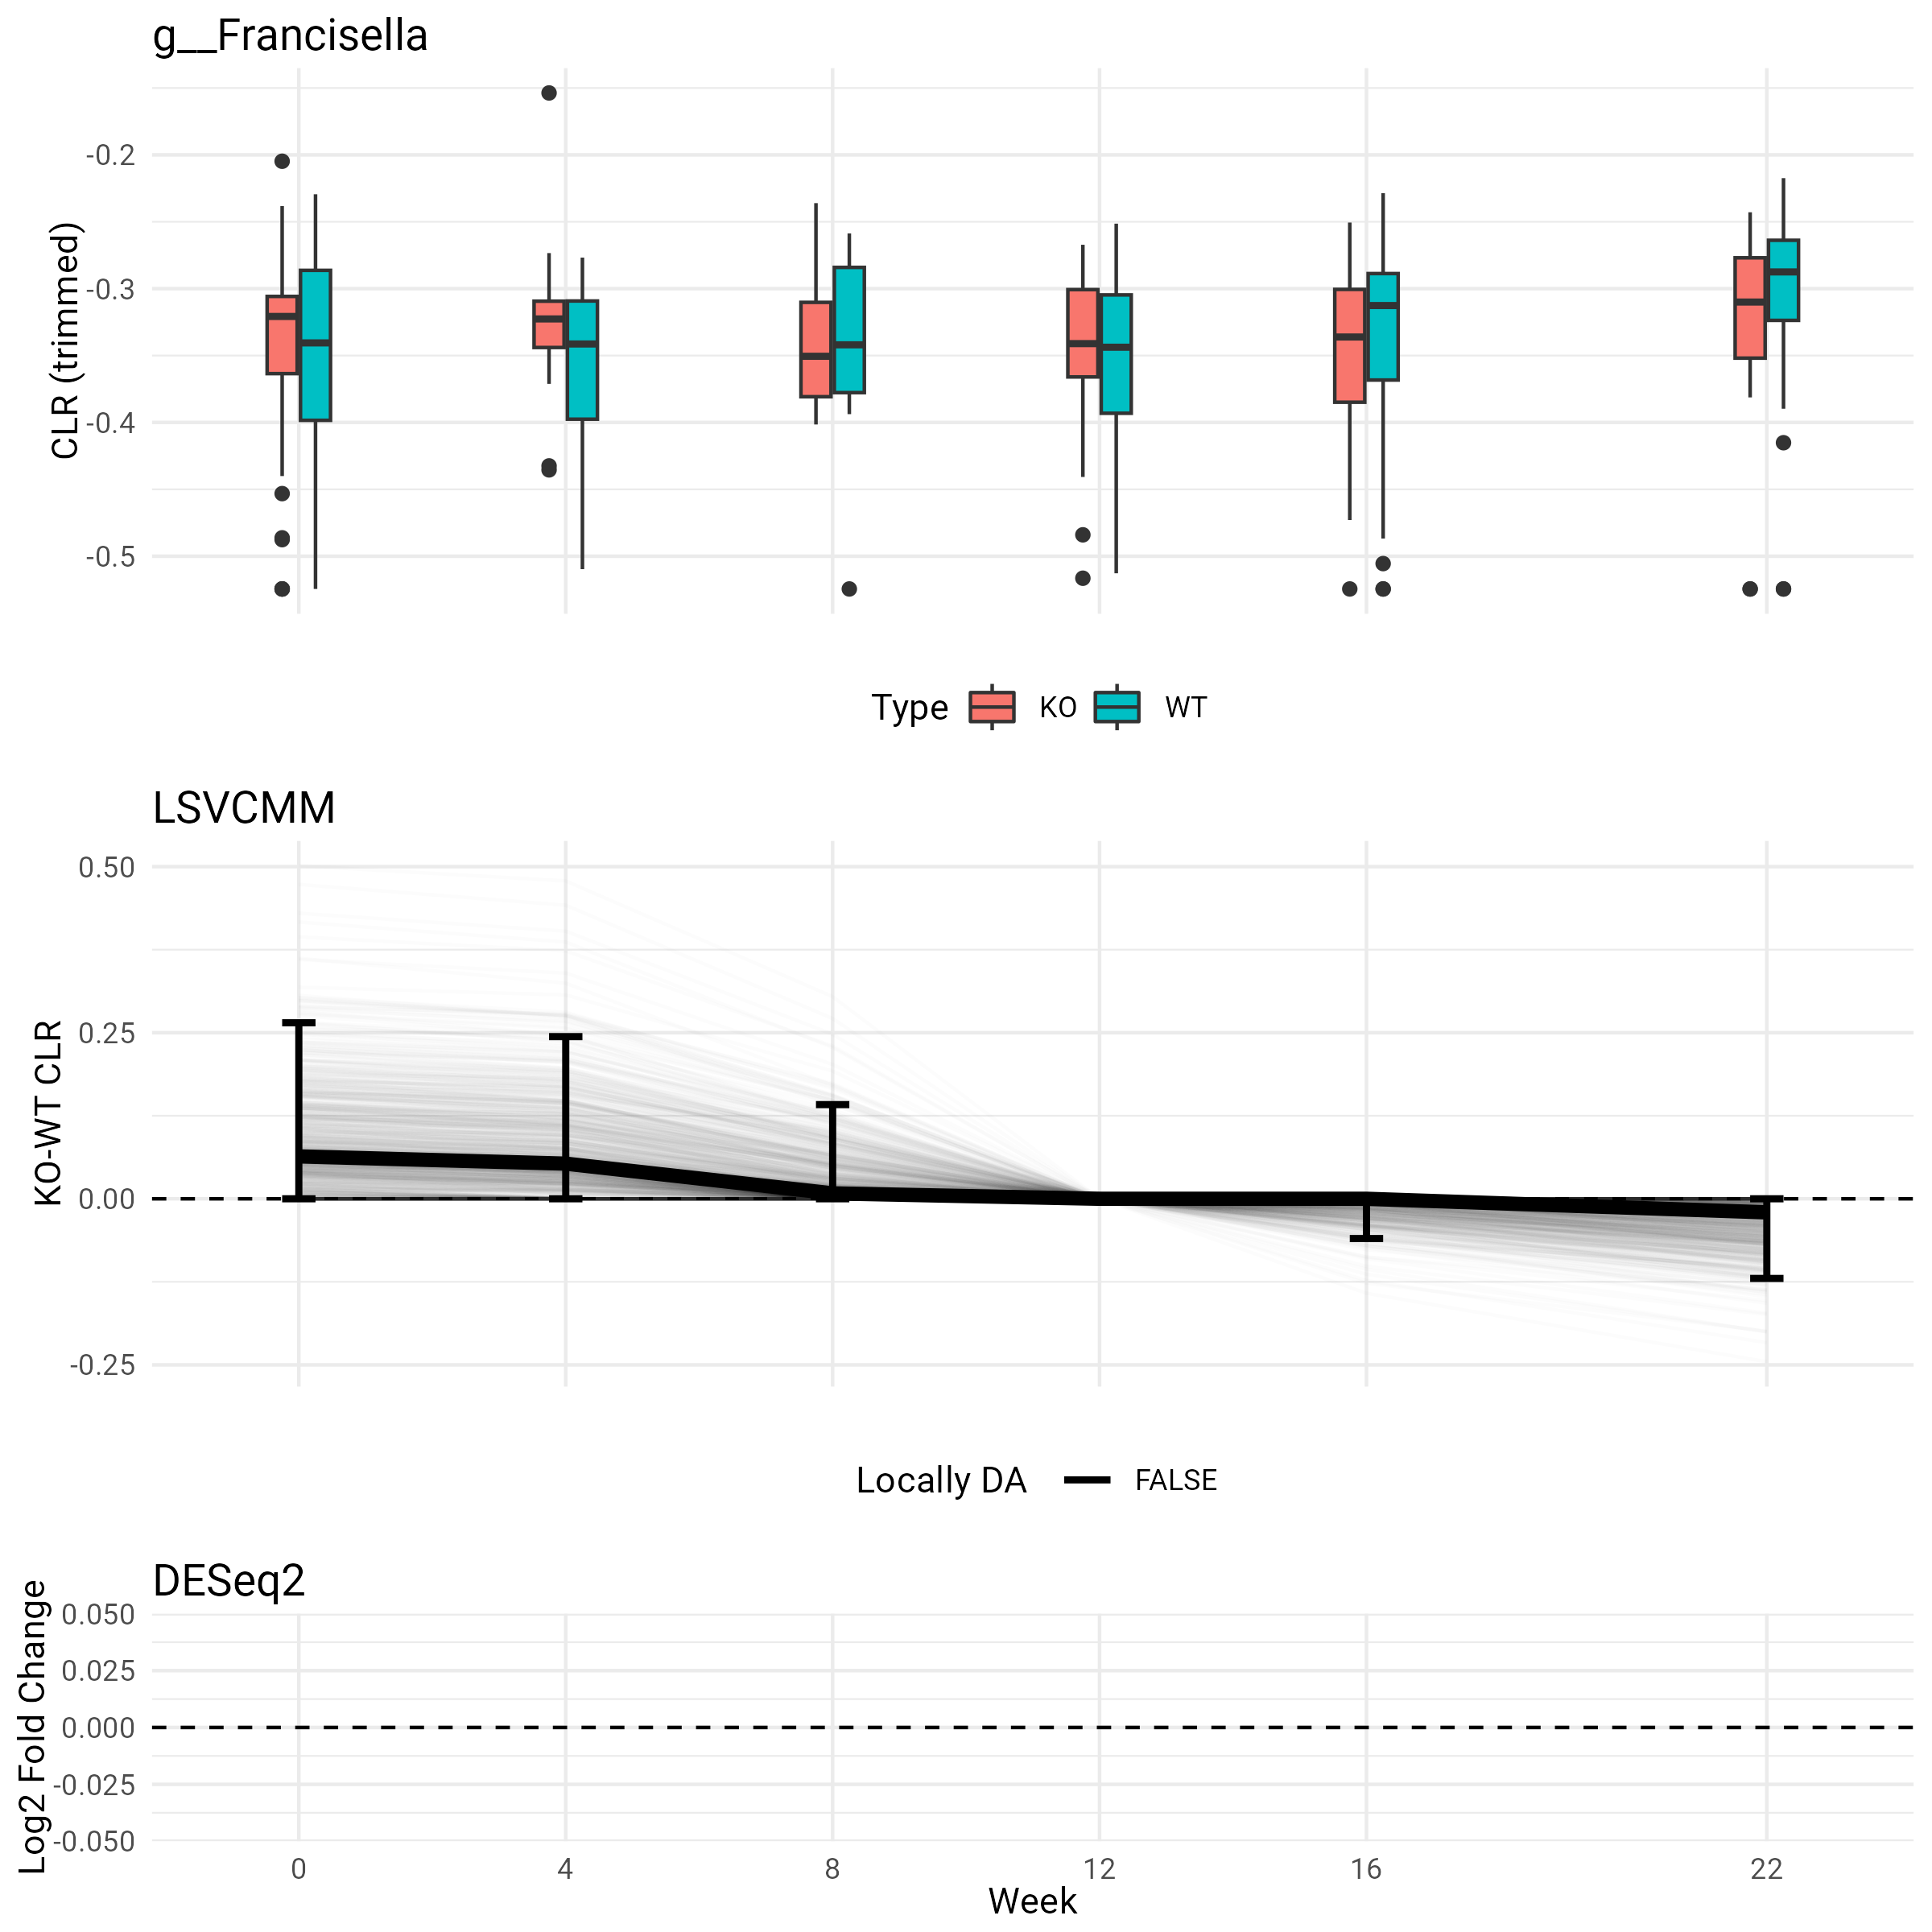 g__Francisella
CLR (trimmed)
-0.2
-0.3
-0.4
-0.5
Type KO WT
LSVCMM
KO-WT CLR
0.50
0.25
0.00
-0.25
Locally DA FALSE
DESeq2
Log2 Fold Change
0.050
0.025
0.000
-0.025
-0.050
0 4 8 12 16 22
Week